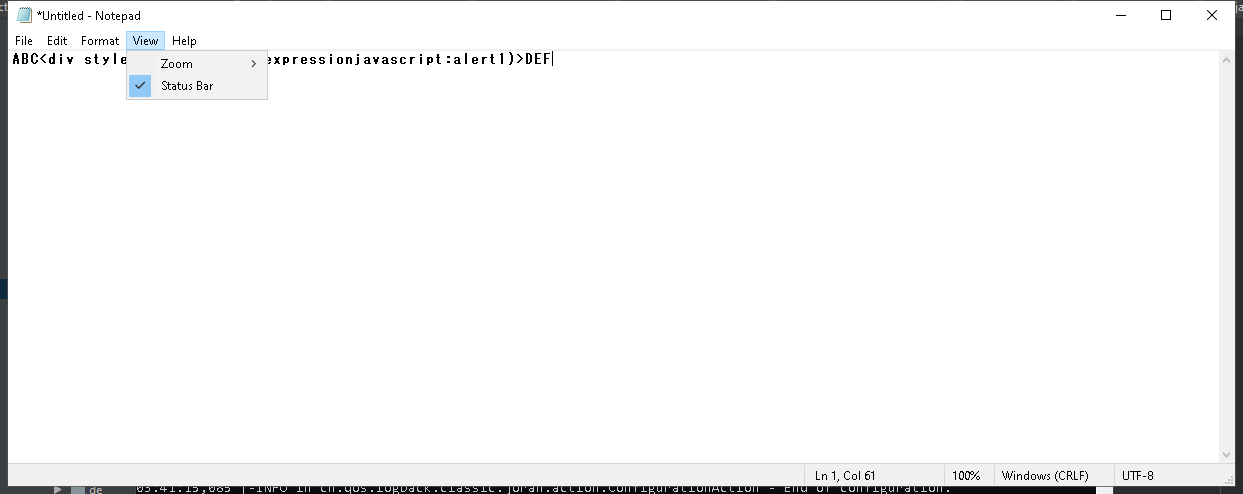 *Untitled - Notepad
File Edit Format View Help
ABC<div style expressionjavascript:alert1)>DEF
Zoom
Status Bar
Ln 1, Col 61 100% Windows (CRLF) UTF-8
de 03:41:15,085 |-INFO in ch.qos.logback.classic.joran.action.ConfigurationAction - End of configuration.